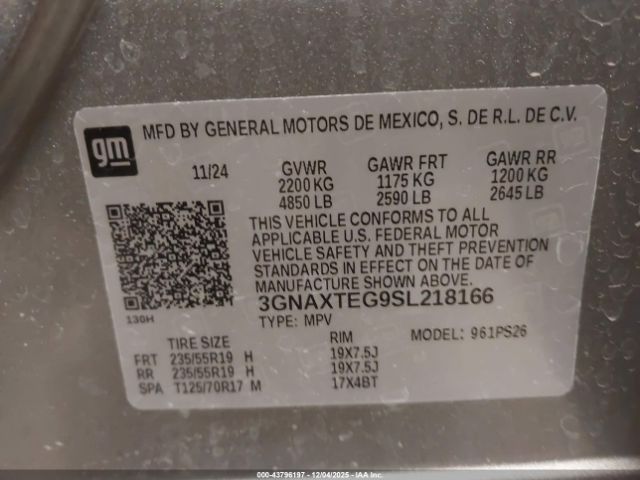 gm
MFD BY GENERAL MOTORS DE MEXICO, S. DE R.L. DE C.V.
11/24 GVWR GAWR FRT GAWR RR
2200 KG 1175 KG 1200 KG
4850 LB 2590 LB 2645 LB
THIS VEHICLE CONFORMS TO ALL
APPLICABLE U.S. FEDERAL MOTOR
VEHICLE SAFETY AND THEFT PREVENTION
STANDARDS IN EFFECT ON THE DATE OF
MANUFACTURE SHOWN ABOVE.
130H
3GNAXTEG9SL218166
TYPE: MPV MODEL: 961PS26
TIRE SIZE RIM
FRT 235/55R19 H 19X7.5J
RR 235/55R19 H 19X7.5J
SPA T125/70R17 M 17X4BT
000-43796197 - 12/04/2025 - IAA Inc.